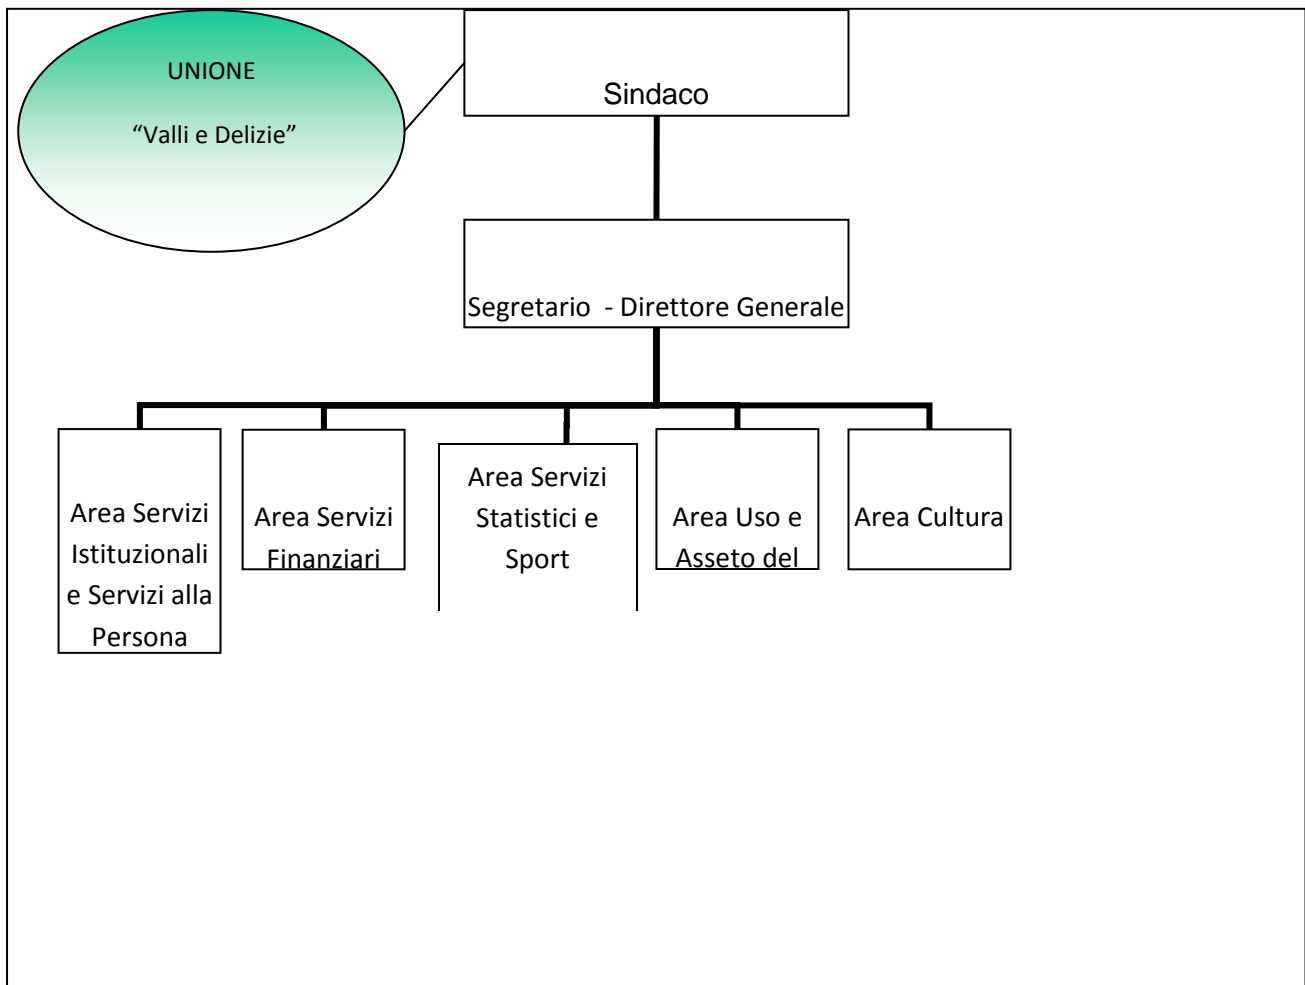 UNIONE
“Valli e Delizie”
Sindaco
Segretario - Direttore Generale
Area Servizi
Istituzionali
e Servizi alla
Persona
Area Servizi
Finanziari
Area Servizi
Statistici e
Sport
Area Uso e
Asseto del
Area Cultura